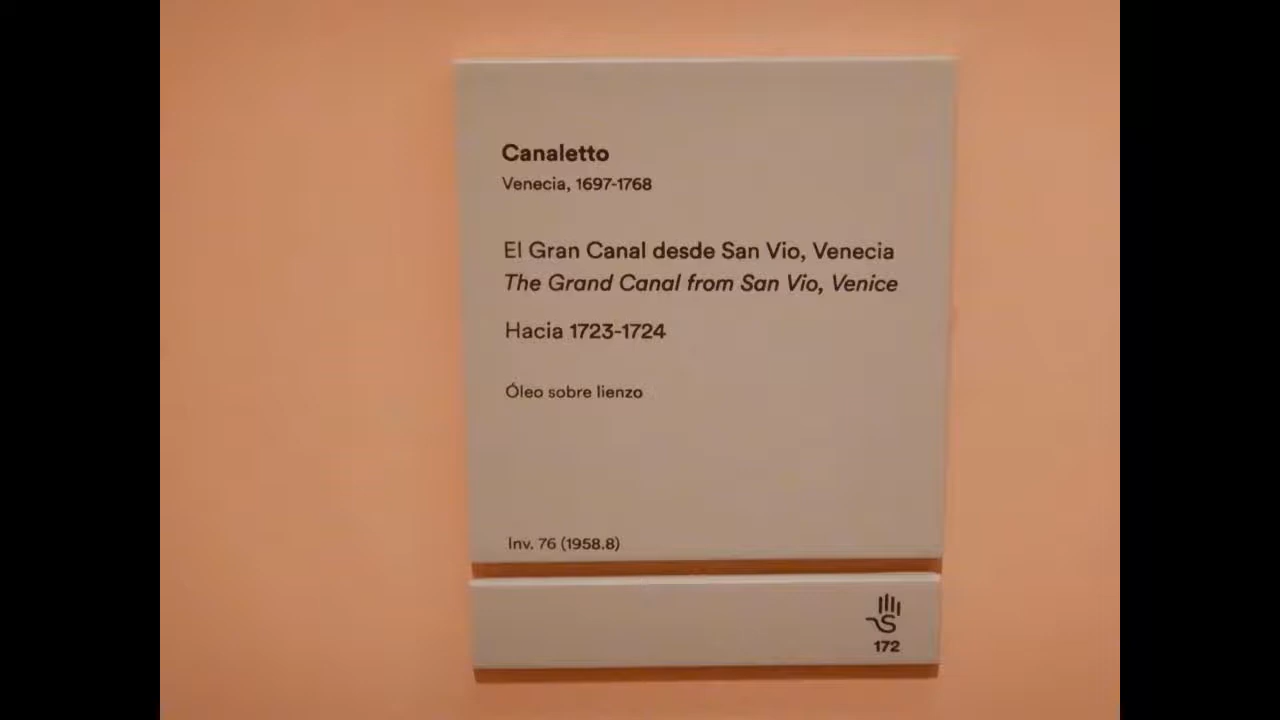 Canaletto
Venecia, 1697-1768
El Gran Canal desde San Vio, Venecia
The Grand Canal from San Vio, Venice
Hacia 1723-1724
Óleo sobre lienzo
Inv. 76 (1958.8)
172